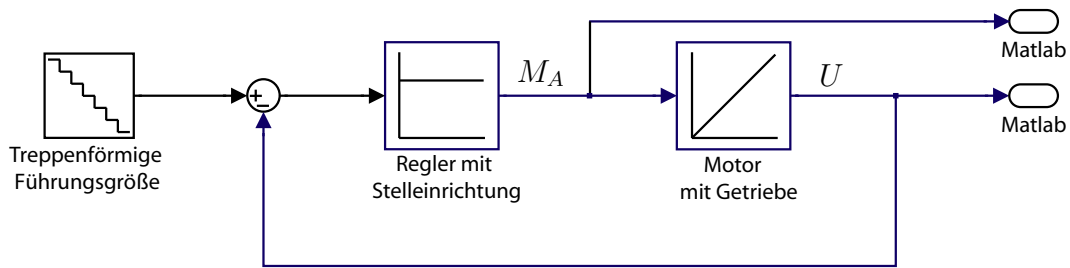 Matlab
M_A
U
+
−
Matlab
Treppenförmige
Führungsgröße
Regler mit
Stelleinrichtung
Motor
mit Getriebe